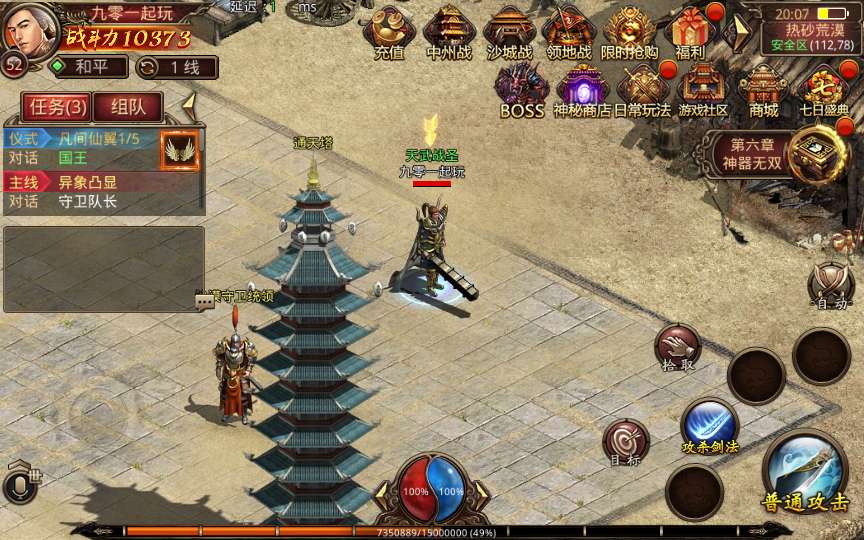 九零一起玩
延迟 1 ms
战斗力10373
52
和平
1 线
充值
中州战
沙城战
领地战
限时抢购
福利
20:07
热砂荒漠
安全区(112,78)
BOSS
神秘商店
日常玩法
游戏社区
商城
七日盛典
任务(3)
组队
仪式
凡间仙翼1/5
对话
国王
主线
异象凸显
对话
守卫队长
第六章
神器无双
通天塔
天武战圣
九零一起玩
漠守卫统领
自动
拾取
目标
攻杀剑法
普通攻击
世
100%
100%
7350889/15000000 (49%)